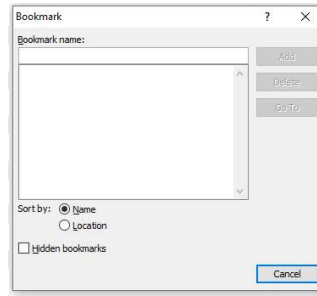 Bookmark ? ×
Bookmark name:
Add
Delete
Go To
Sort by: Name
Location
Hidden bookmarks
Cancel